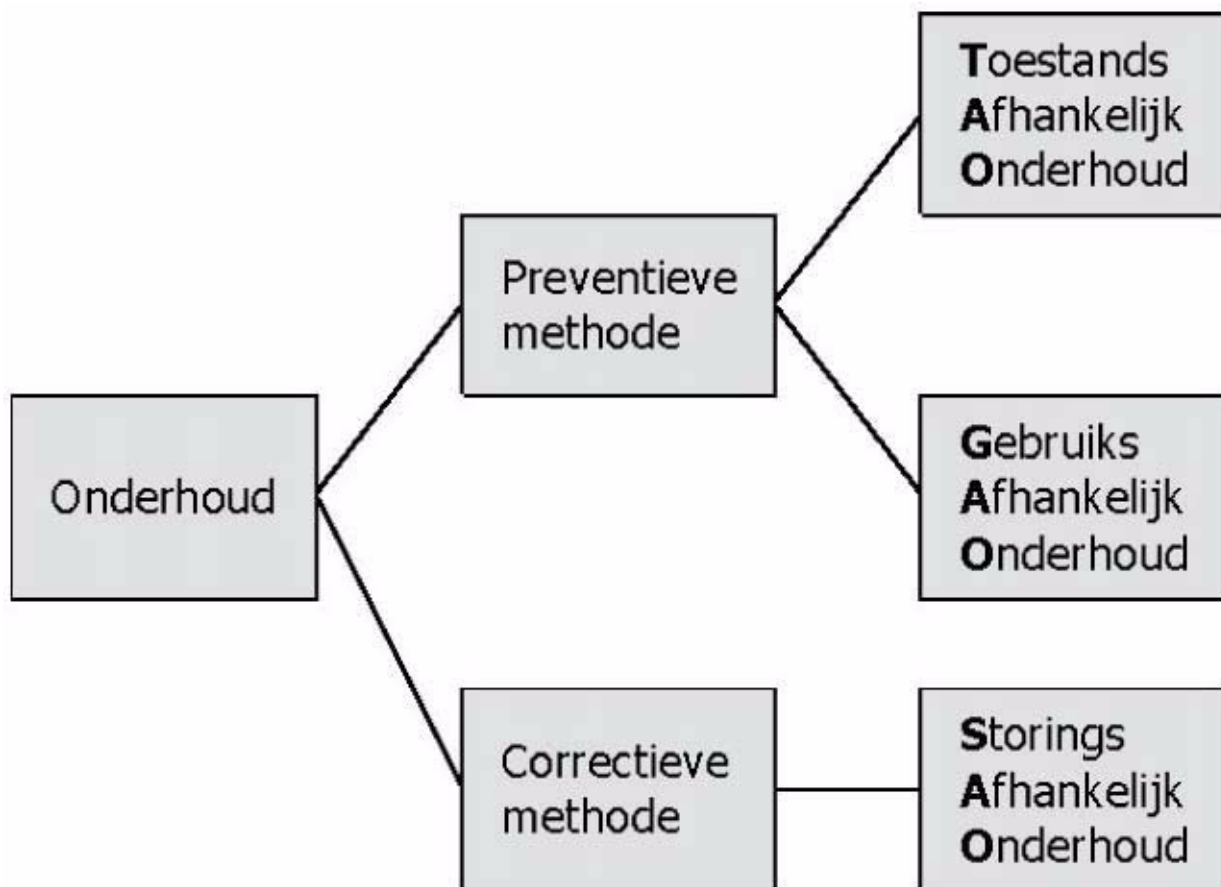 Onderhoud
Preventieve
methode
Toestands
Afhankelijk
Onderhoud
Gebruiks
Afhankelijk
Onderhoud
Correctieve
methode
Storings
Afhankelijk
Onderhoud